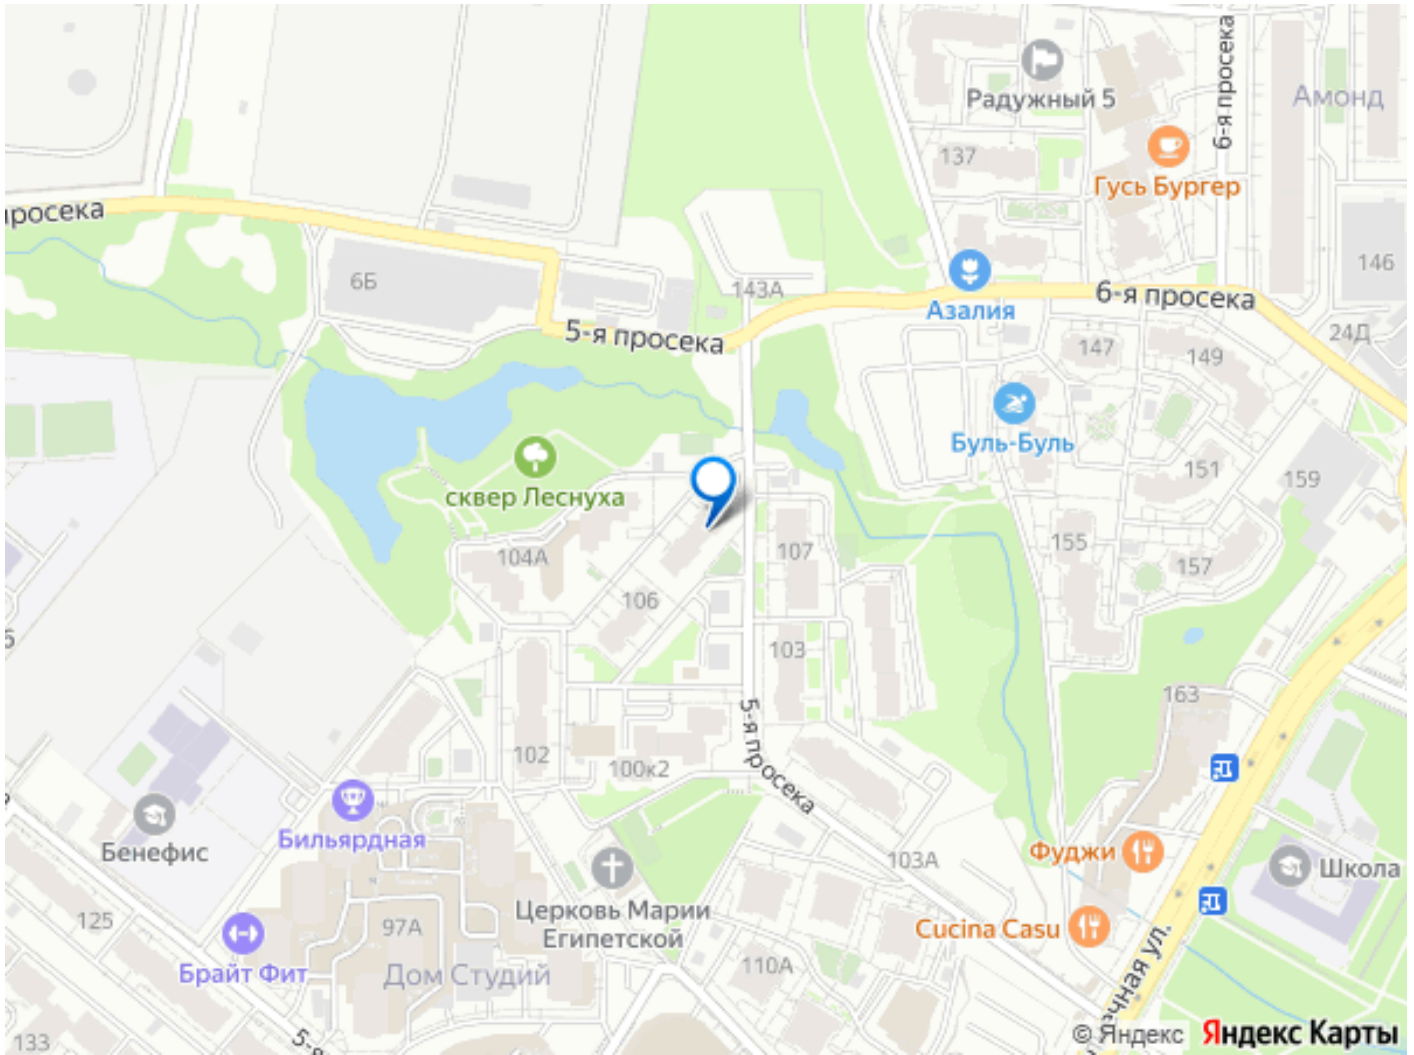 6-я просека
Радужный 5
Амонд
137
Гусь Бургер
просека
6Б
143А
146
Азалия
6-я просека
5-я просека
24Д
147
149
Буль-Буль
151
159
сквер Леснуха
104А
107
155
157
106
103
163
5-я просека
102
100к2
Бильярдная
Бенефис
103А
Фуджи
Школа
125
Церковь Марии
Египетской
97А
Cucina Casu
Брайт Фит
Дом Студий
110А
ечная ул.
133
5-я
© Яндекс Яндекс Карты